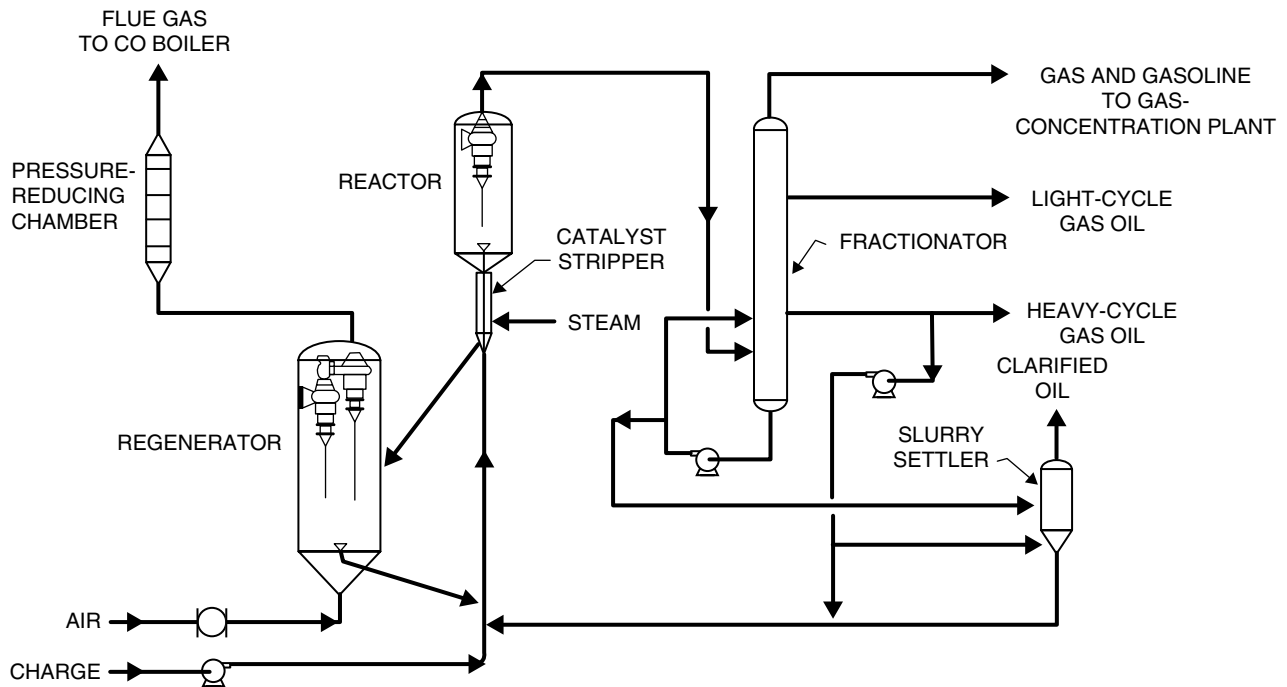 FLUE GAS
TO CO BOILER
GAS AND GASOLINE
TO GAS-
CONCENTRATION PLANT
PRESSURE-
REDUCING
CHAMBER
REACTOR
LIGHT-CYCLE
GAS OIL
CATALYST
STRIPPER
FRACTIONATOR
STEAM
HEAVY-CYCLE
GAS OIL
CLARIFIED
OIL
REGENERATOR
SLURRY
SETTLER
AIR
CHARGE